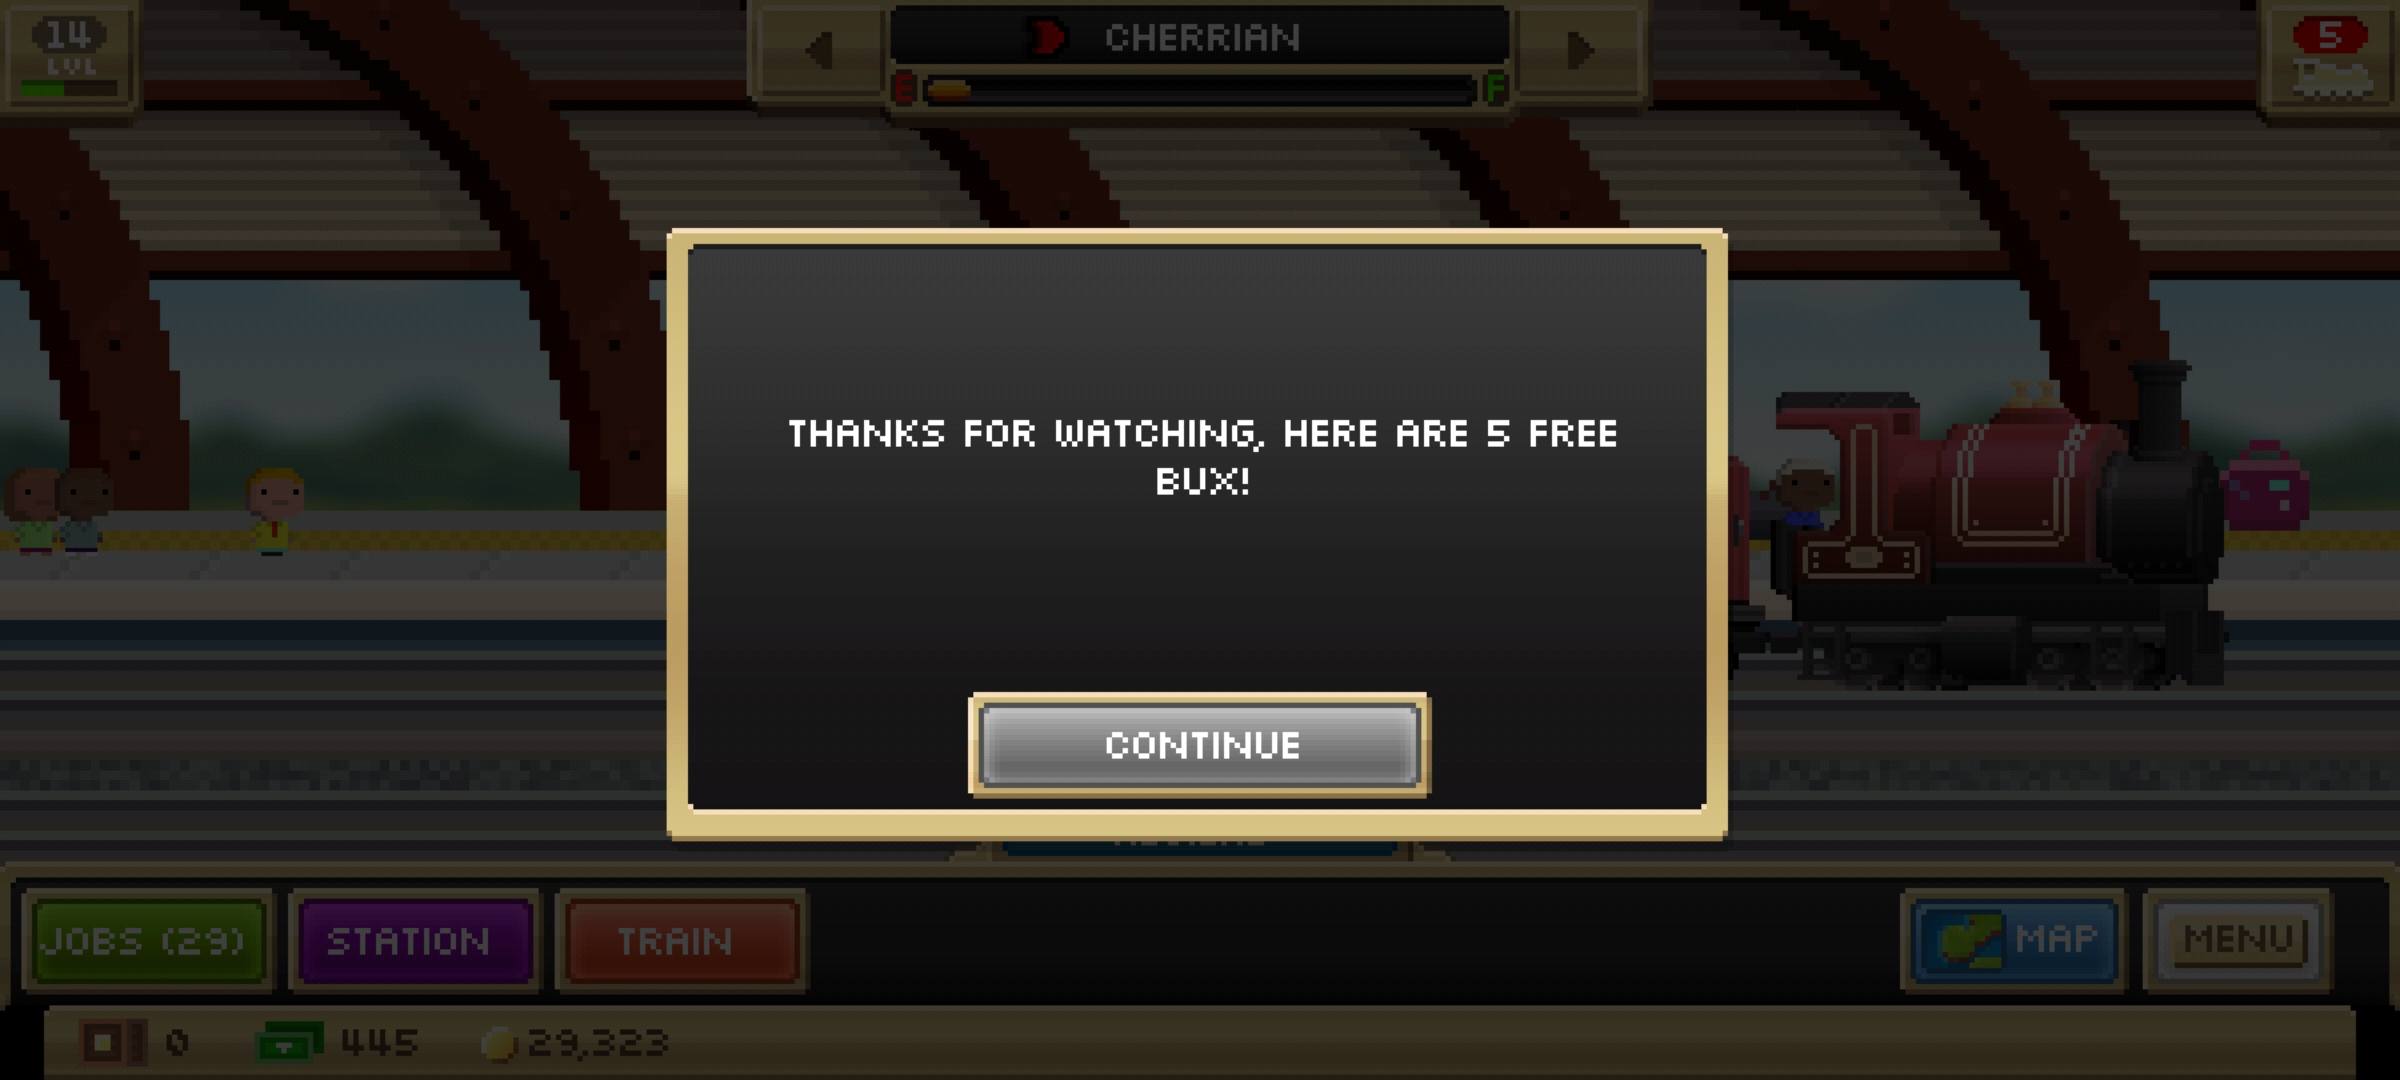 14
LVL
CHERRIAN
E F
5
THANKS FOR WATCHING, HERE ARE 5 FREE
BUX!
CONTINUE
JOBS (29) STATION TRAIN MAP MENU
0 445 29,323